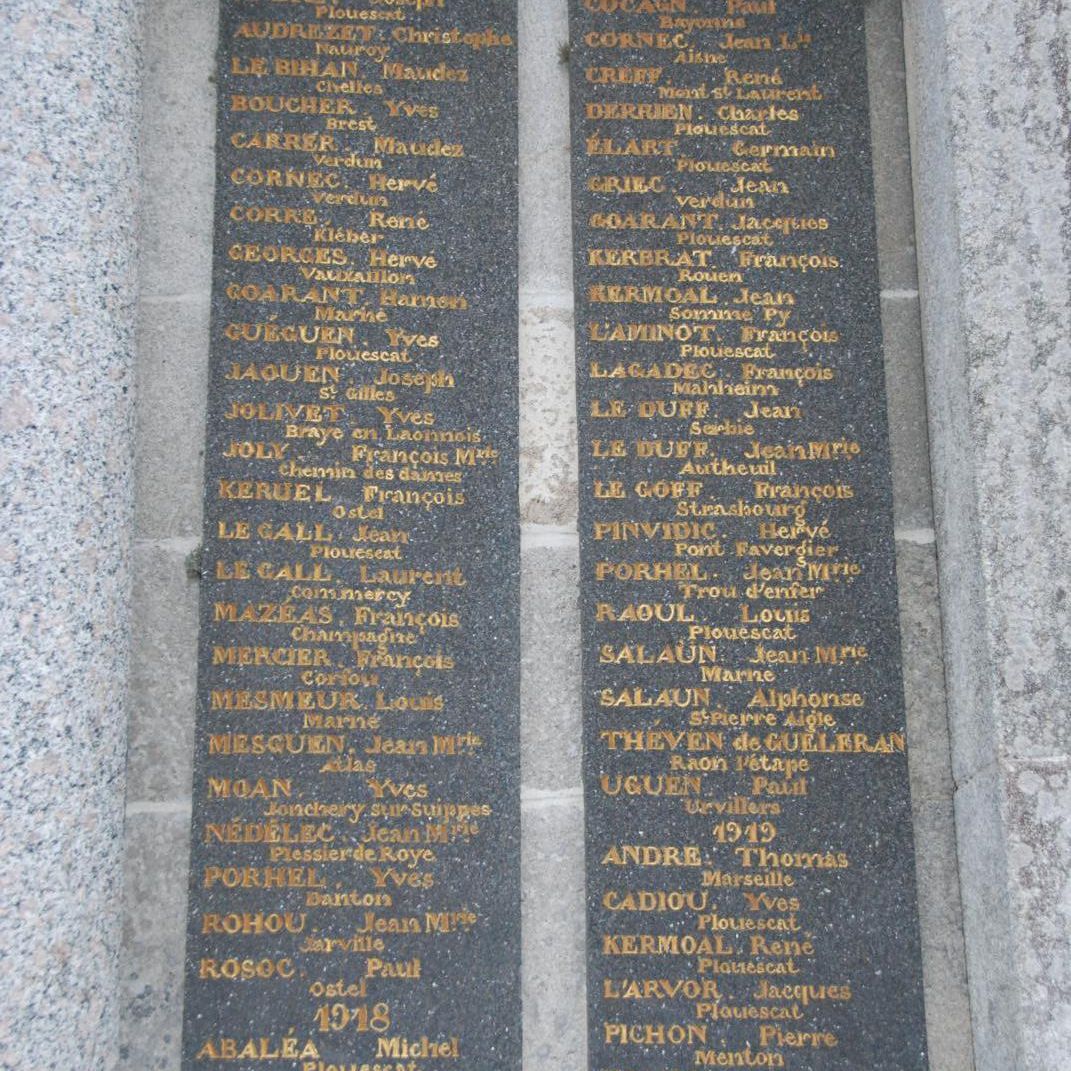 Joseph
Plouescat
AUDREZET. Christophe
Nauroy
LE BIHAN. Maudez
Chelles
BOUCHER. Yves
Brest
CARRER. Maudez
Verdun
CORNEC. Hervé
Verdun
CORRE. René
Kléber
GEORGES. Hervé
Vauxaillon
GOARANT. Hamon
Marne
GUÉGUEN. Yves
Plouescat
JAOUEN. Joseph
St Gilles
JOLIVET. Yves
Braye en Laonnois
JOLY. François Mrie
Chemin des dames
KERUEL. François
Ostel
LE GALL. Jean
Plouescat
LE GALL. Laurent
Commercy
MAZÉAS. François
Champagne
MERCIER. François
Corfou
MESMEUR. Louis
Marne
MESGUEN. Jean Mrie
Atlas
MOAN. Yves
Jonchery sur Suippes
NÉDÉLEC. Jean Mrie
Plessier de Roye
PORHEL. Yves
Danton
ROHOU. Jean Mrie
Jarville
ROSOC. Paul
Ostel
1918
ABALÉA Michel
Plouescat
COCAGN. Paul
Bayonne
CORNEC. Jean Lis
Aisne
CREFF. René
Mont St Laurent
DERRIEN. Charles
Plouescat
ÉLART. Germain
Plouescat
GRIEC. Jean
Verdun
GOARANT. Jacques
Plouescat
KERBRAT. François
Rouen
KERMOAL. Jean
Somme Py
L'AMINOT. François
Plouescat
LAGADEC. François
Manheim
LE DUFF. Jean
Serbie
LE DUFF. Jean Mrie
Autheuil
LE GOFF. François
Strasbourg
PINVIDIC. Hervé
Pont Faverg sier
PORHEL. Jean Mrie
Trou d'enfer
RAOUL. Louis
Plouescat
SALAÜN. Jean Mrie
Marne
SALAUN. Alphonse
St Pierre Aigle
THÉVEN de GUÉLERAN
Raon l'étape
UGUEN. Paul
Urvillers
1919
ANDRE. Thomas
Marseille
CADIOU. Yves
Plouescat
KERMOAL. René
Plouescat
L'ARVOR. Jacques
Plouescat
PICHON. Pierre
Menton